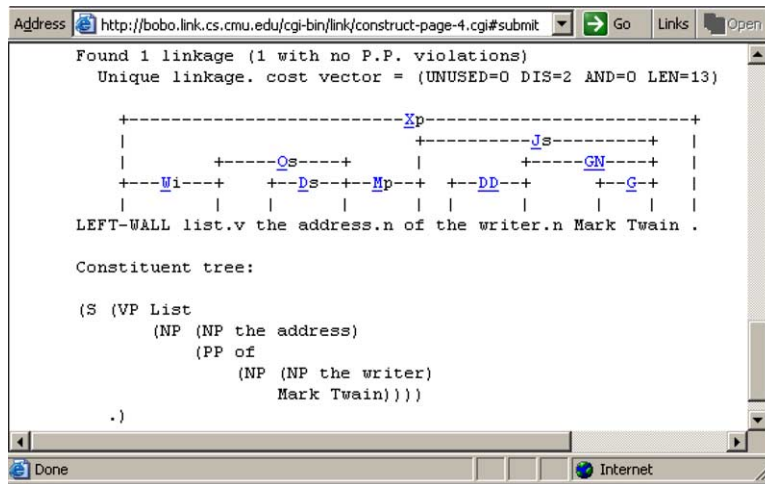 Address http://bobo.link.cs.cmu.edu/cgi-bin/link/construct-page-4.cgi#submit Go Links Open
Found 1 linkage (1 with no P.P. violations)
Unique linkage. cost vector = (UNUSED=0 DIS=2 AND=0 LEN=13)
+---------------------------Xp--------------------------+
| +----------Js---------+ |
| +-----Os----+ | +-----GN----+ |
+---Wi---+ +--Ds--+--Mp--+ +--DD--+ +--G--+ |
| | | | | | | | | |
LEFT-WALL list.v the address.n of the writer.n Mark Twain .
Constituent tree:
(S (VP List
(NP (NP the address)
(PP of
(NP (NP the writer)
Mark Twain))))
.)
Done Internet